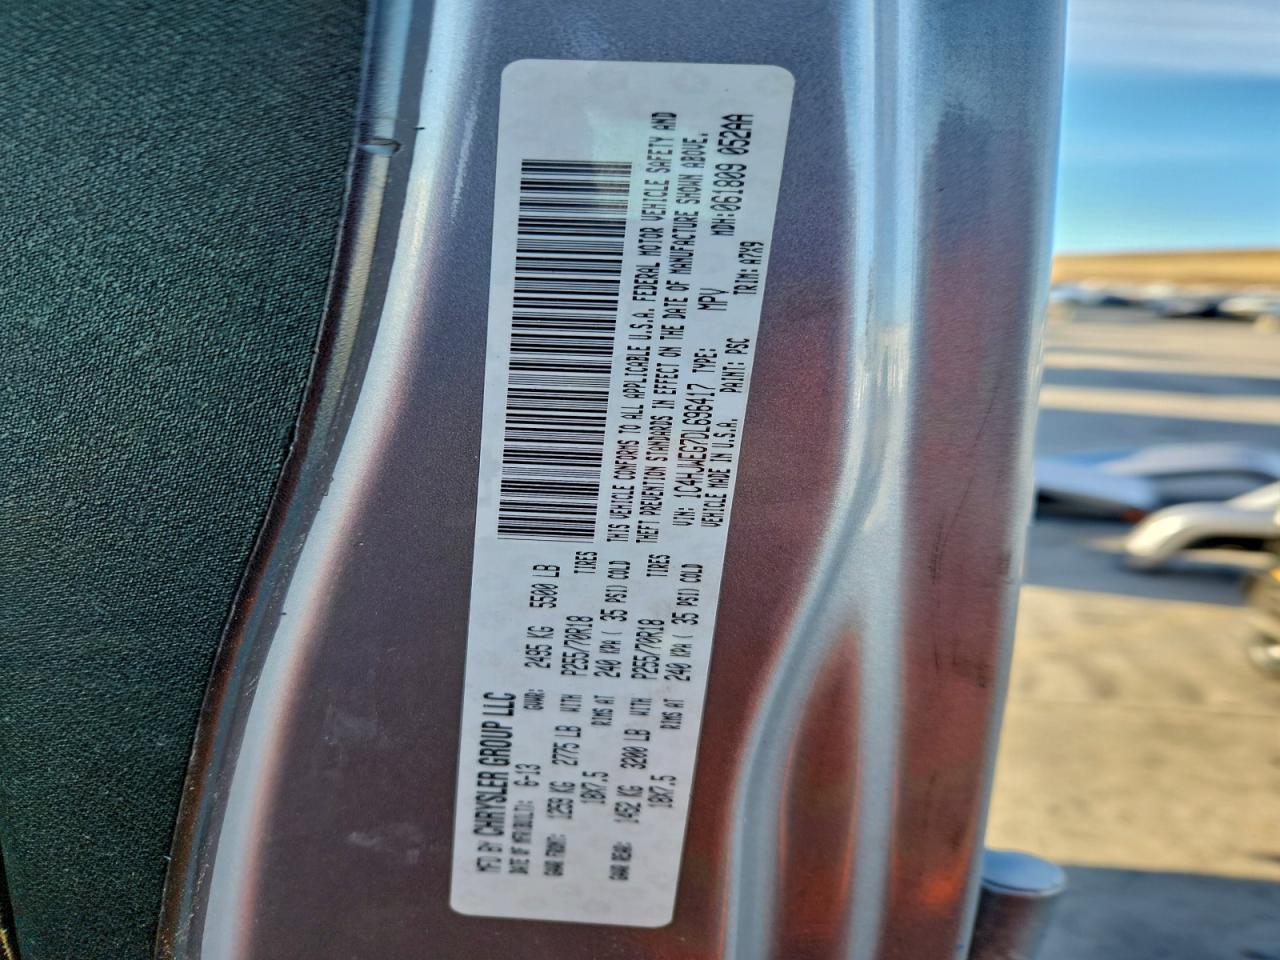 MFD BY CHRYSLER GROUP LLC
DATE OF MFR(BUILT): 6-13 GVWR: 2495 KG 5500 LB
GAWR FRONT: 1259 KG 2775 LB WITH P255/70R18 TIRES
18X7.5 RIMS AT 240 KPA ( 35 PSI) COLD
GAWR REAR: 1452 KG 3200 LB WITH P255/70R18 TIRES
18X7.5 RIMS AT 240 KPA ( 35 PSI) COLD
THIS VEHICLE CONFORMS TO ALL APPLICABLE U.S.A. FEDERAL MOTOR VEHICLE SAFETY AND
THEFT PREVENTION STANDARDS IN EFFECT ON THE DATE OF MANUFACTURE SHOWN ABOVE.
VIN: 1C4HJWEG7DL696417 TYPE: MPV MDH:061809 052AA
VEHICLE MADE IN U.S.A. PAINT: PSC TRIM: A7X9